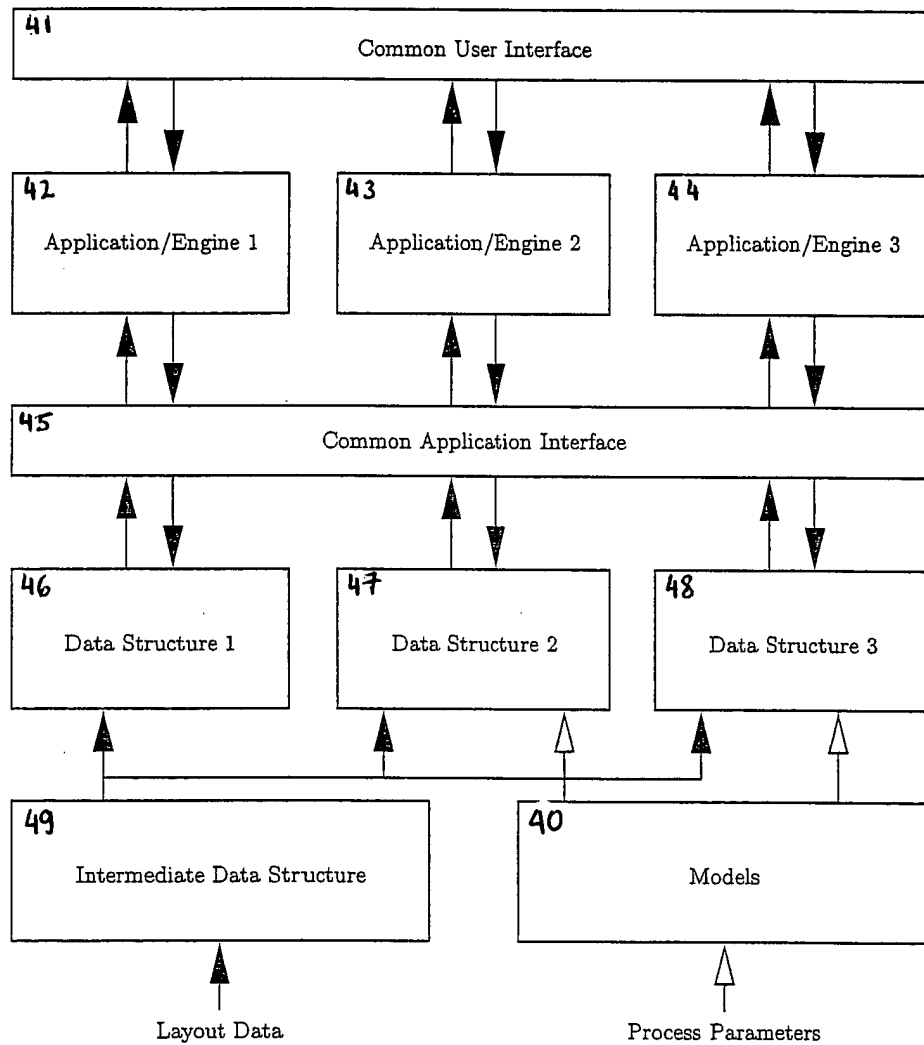 41
Common User Interface
42 43 44
Application/Engine 1 Application/Engine 2 Application/Engine 3
45
Common Application Interface
46 47 48
Data Structure 1 Data Structure 2 Data Structure 3
49 40
Intermediate Data Structure Models
Layout Data Process Parameters